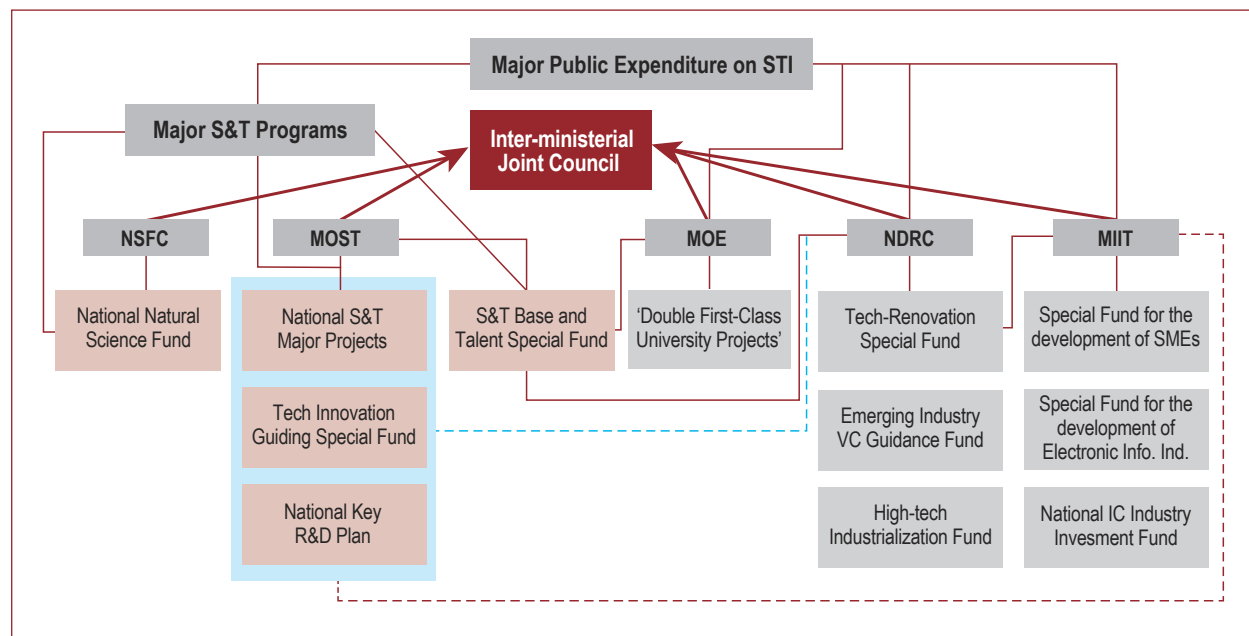 Major Public Expenditure on STI
Major S&T Programs
Inter-ministerial
Joint Council
NSFC
MOST
MOE
NDRC
MIIT
National Natural
Science Fund
National S&T
Major Projects
S&T Base and
Talent Special Fund
‘Double First-Class
University Projects’
Tech-Renovation
Special Fund
Special Fund for the
development of SMEs
Tech Innovation
Guiding Special Fund
Emerging Industry
VC Guidance Fund
Special Fund for the
development of
Electronic Info. Ind.
National Key
R&D Plan
High-tech
Industrialization Fund
National IC Industry
Invesment Fund